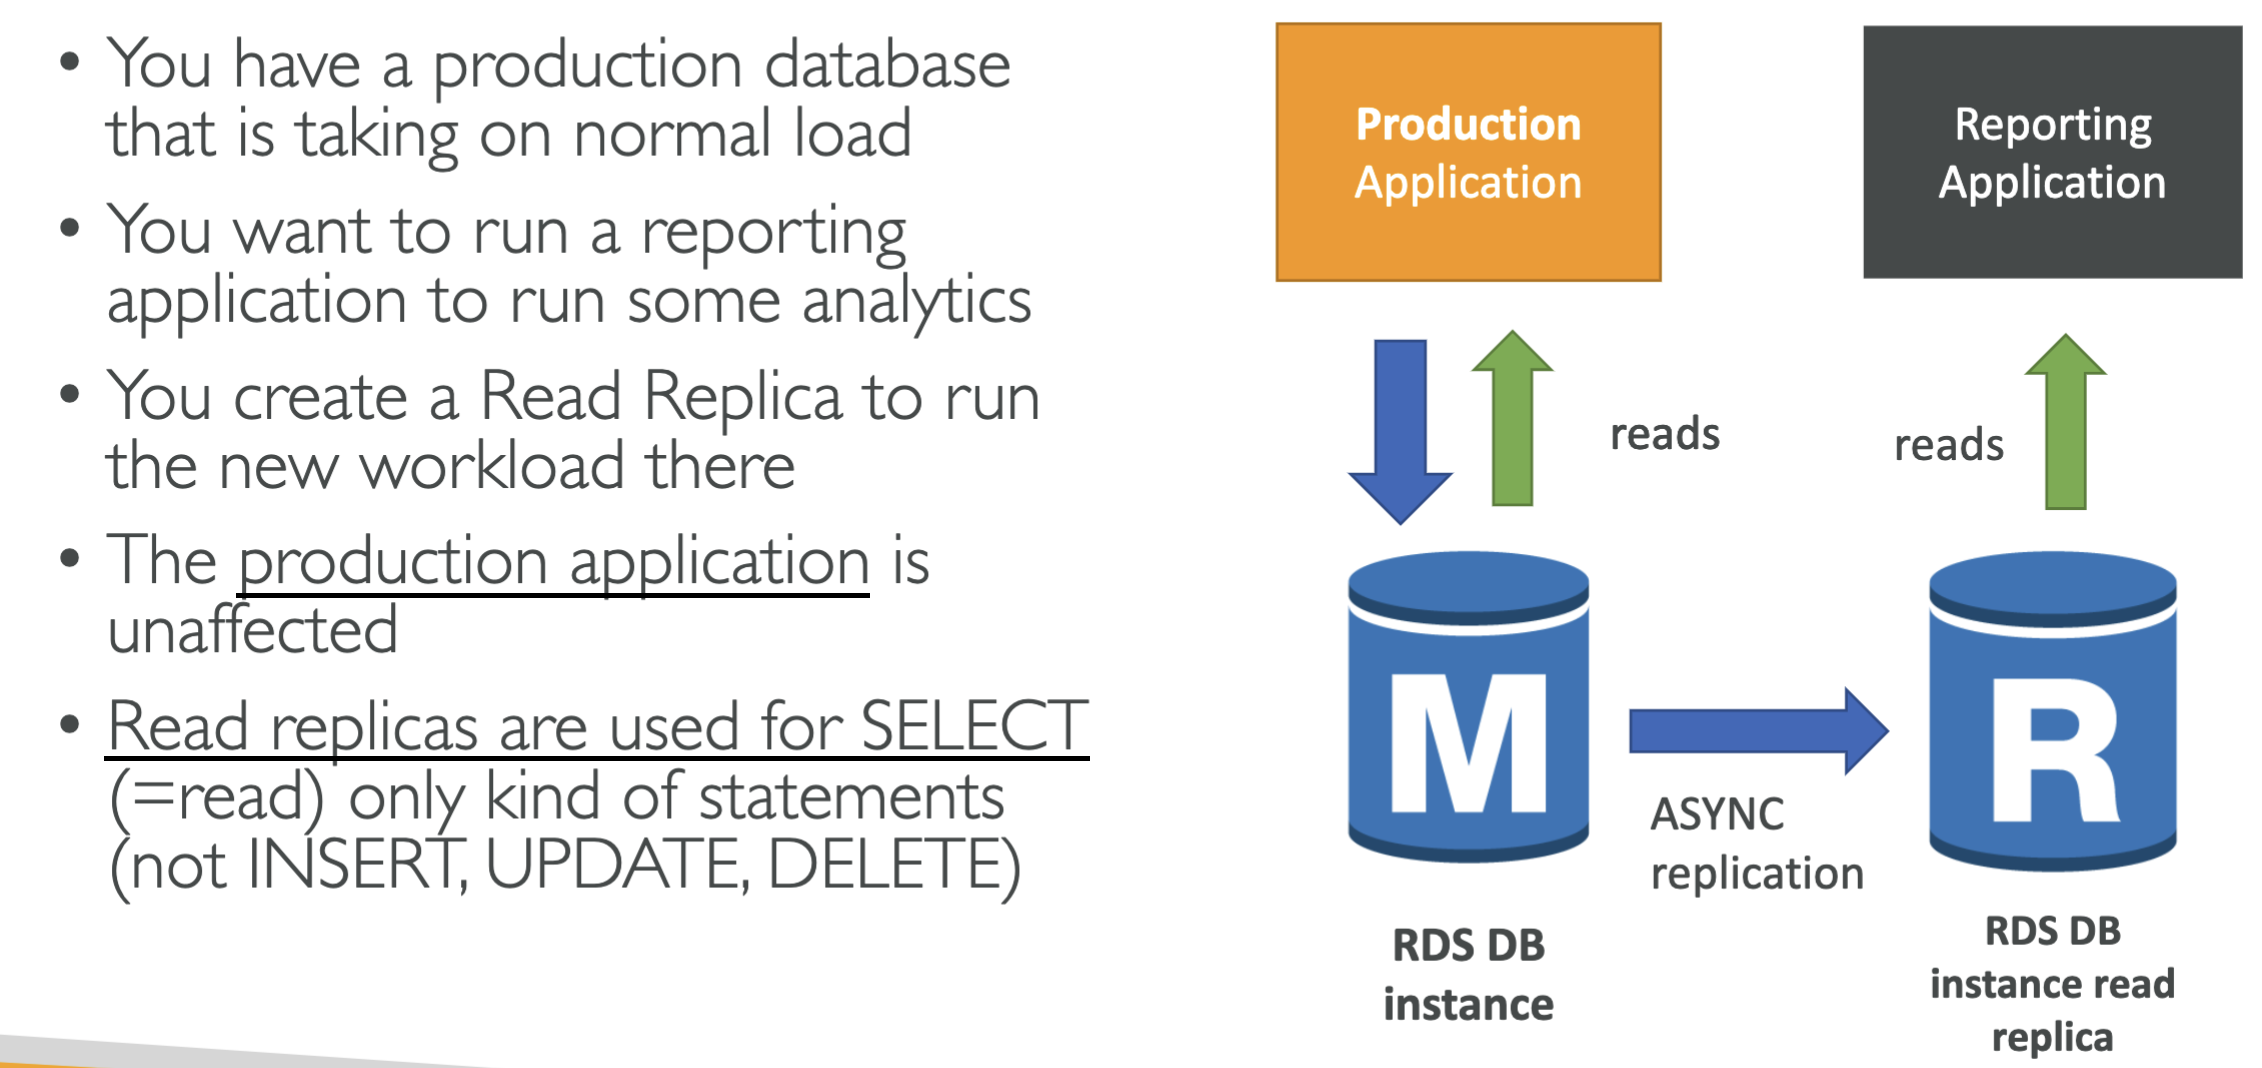 • You have a production database
that is taking on normal load
• You want to run a reporting
application to run some analytics
• You create a Read Replica to run
the new workload there
• The production application is
unaffected
• Read replicas are used for SELECT
(=read) only kind of statements
(not INSERT, UPDATE, DELETE)
Production
Application
Reporting
Application
reads
reads
M
R
ASYNC
replication
RDS DB
instance
RDS DB
instance read
replica